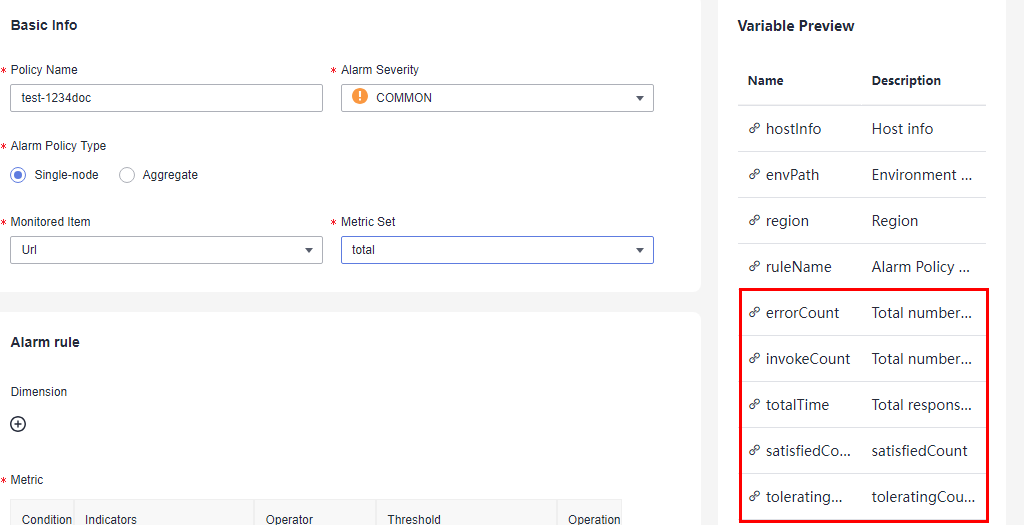 Basic Info
* Policy Name
* Alarm Severity
test-1234doc
COMMON
* Alarm Policy Type
Single-node
Aggregate
* Monitored Item
* Metric Set
Url
total
Alarm rule
Dimension
* Metric
Condition Indicators Operator Threshold Operation
Variable Preview
Name Description
hostInfo Host info
envPath Environment ...
region Region
ruleName Alarm Policy ...
errorCount Total number...
invokeCount Total number...
totalTime Total respons...
satisfiedCo... satisfiedCount
tolerating... toleratingCou...